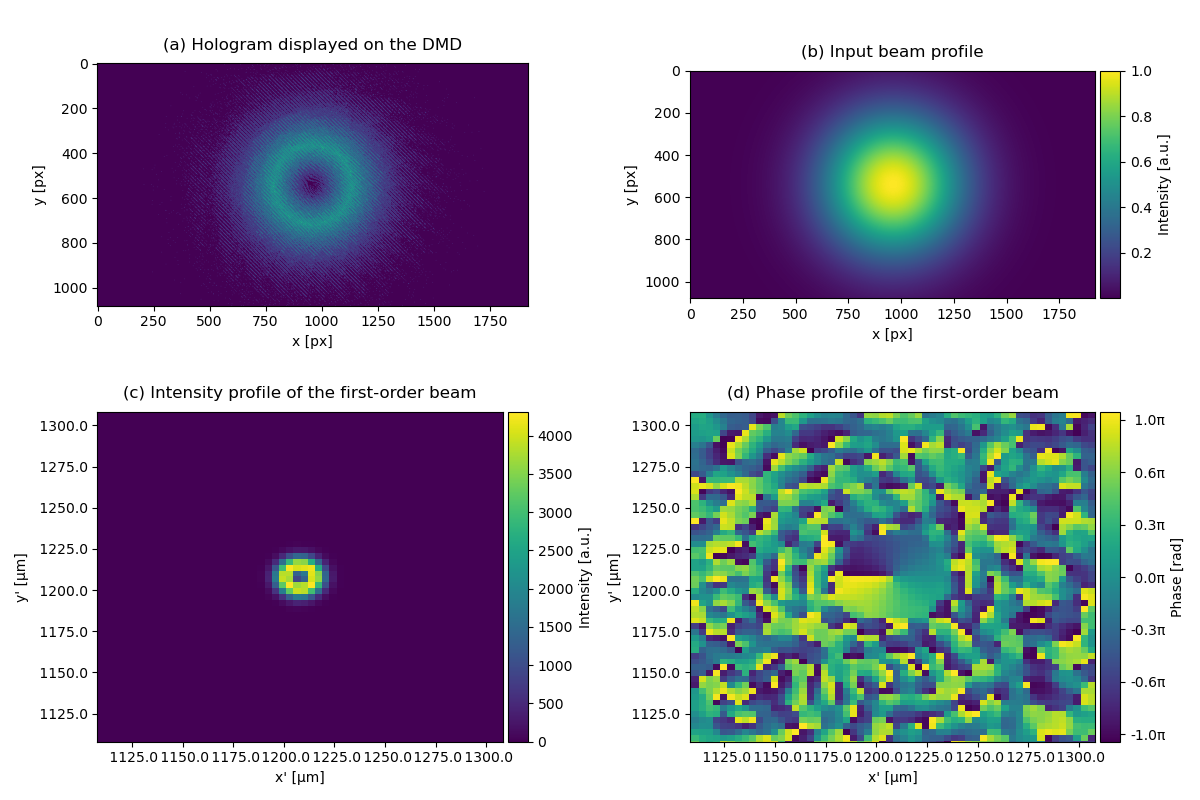 (a) Hologram displayed on the DMD
0
200
400
600
800
1000
y [px]
0 250 500 750 1000 1250 1500 1750
x [px]
(b) Input beam profile
0
200
400
600
800
1000
y [px]
0 250 500 750 1000 1250 1500 1750
x [px]
1.0
0.8
0.6
0.4
0.2
Intensity [a.u.]
(c) Intensity profile of the first-order beam
1300.0
1275.0
1250.0
1225.0
1200.0
1175.0
1150.0
1125.0
y' [μm]
1125.0 1150.0 1175.0 1200.0 1225.0 1250.0 1275.0 1300.0
x' [μm]
4000
3500
3000
2500
2000
1500
1000
500
0
Intensity [a.u.]
(d) Phase profile of the first-order beam
1300.0
1275.0
1250.0
1225.0
1200.0
1175.0
1150.0
1125.0
y' [μm]
1125.0 1150.0 1175.0 1200.0 1225.0 1250.0 1275.0 1300.0
x' [μm]
1.0π
0.6π
0.3π
0.0π
-0.3π
-0.6π
-1.0π
Phase [rad]